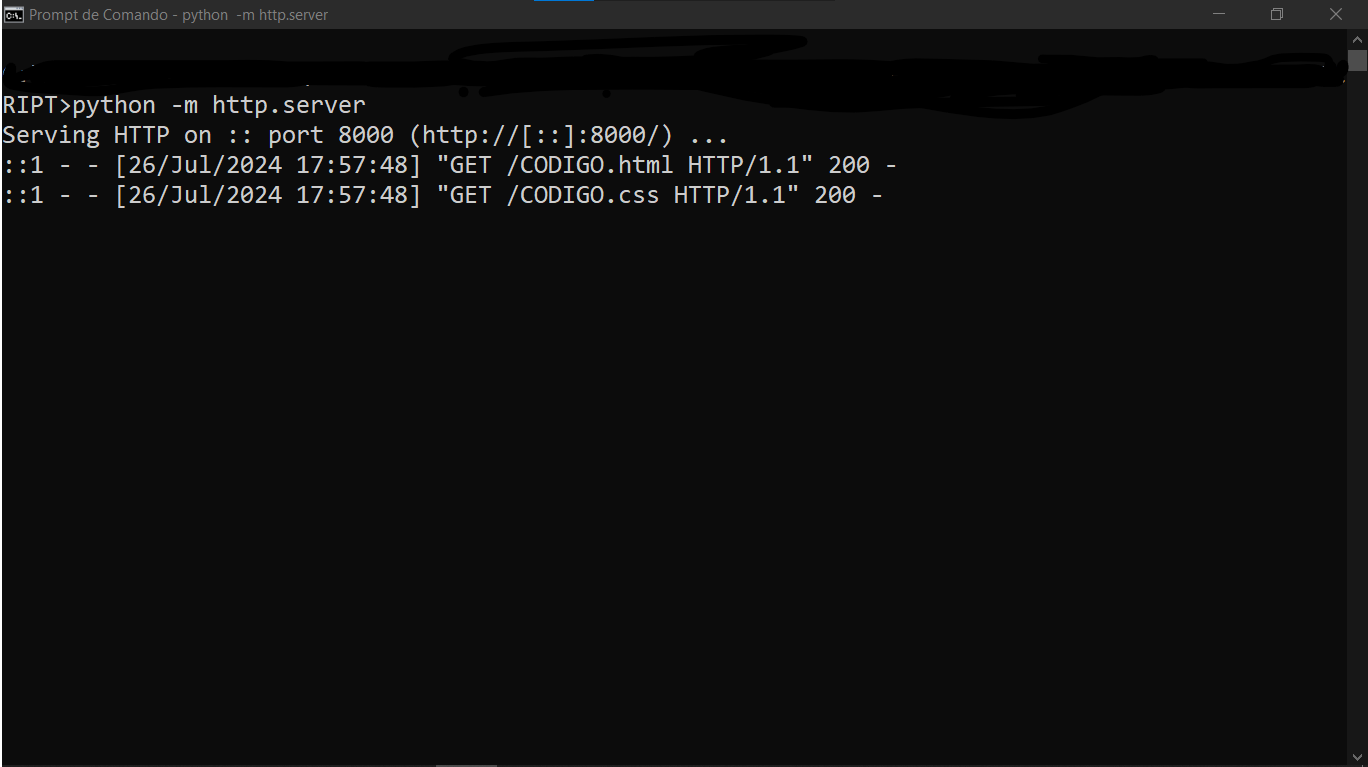 Prompt de Comando - python  -m http.server
RIPT>python -m http.server
Serving HTTP on :: port 8000 (http://[::]:8000/) ...
::1 - - [26/Jul/2024 17:57:48] "GET /CODIGO.html HTTP/1.1" 200 -
::1 - - [26/Jul/2024 17:57:48] "GET /CODIGO.css HTTP/1.1" 200 -